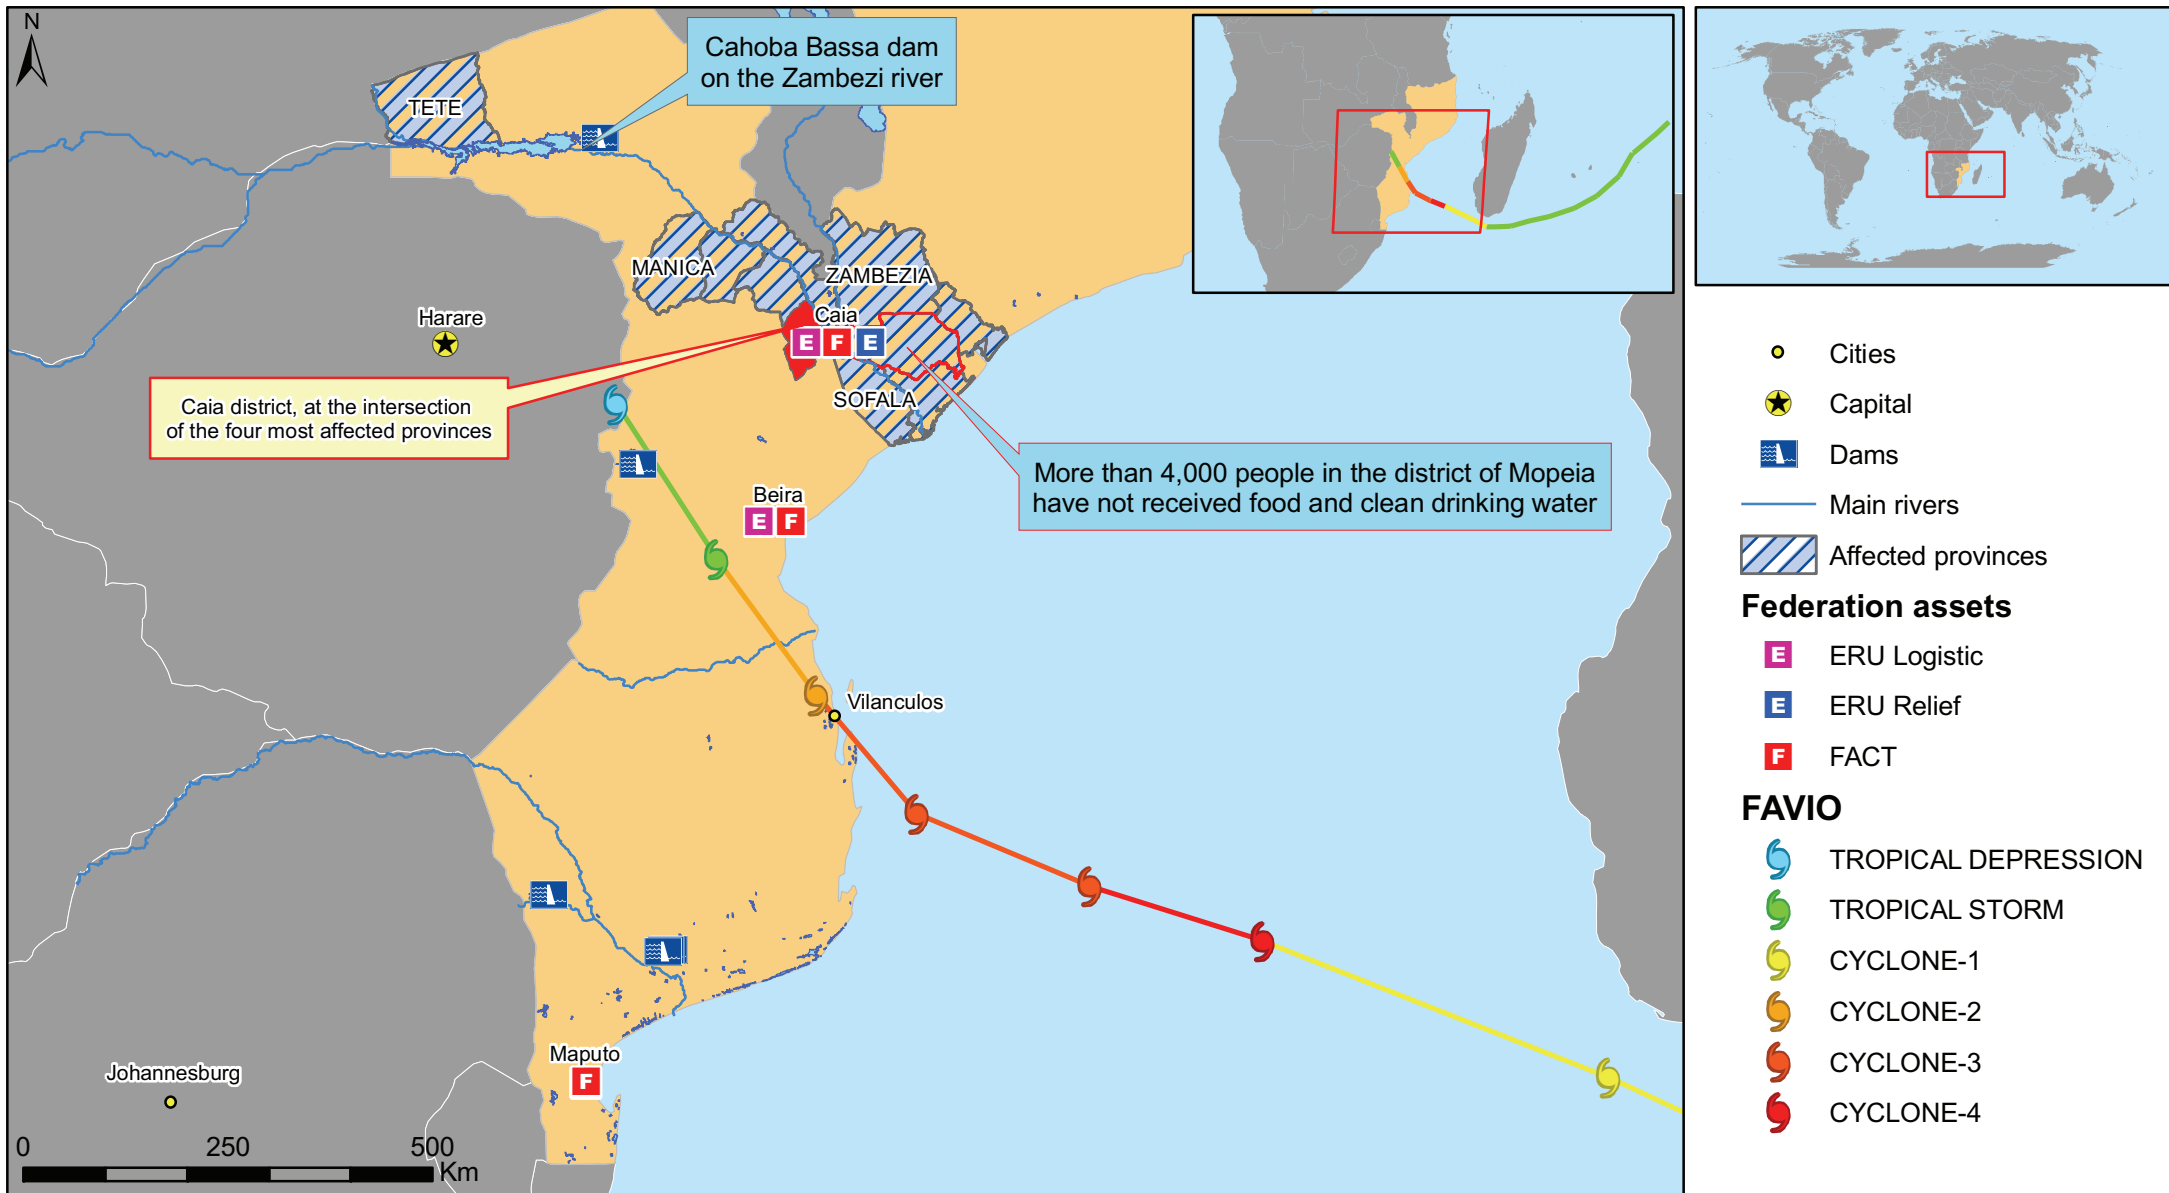 N
Cahoba Bassa dam
on the Zambezi river
TETE
MANICA
ZAMBEZIA
Harare
Caia
E
F
E
Caia district, at the intersection
of the four most affected provinces
SOFALA
More than 4,000 people in the district of Mopeia
have not received food and clean drinking water
Beira
E
F
Vilanculos
Maputo
F
Johannesburg
0
250
500
Km
Cities
Capital
Dams
Main rivers
Affected provinces
Federation assets
E
ERU Logistic
E
ERU Relief
F
FACT
FAVIO
TROPICAL DEPRESSION
TROPICAL STORM
CYCLONE-1
CYCLONE-2
CYCLONE-3
CYCLONE-4